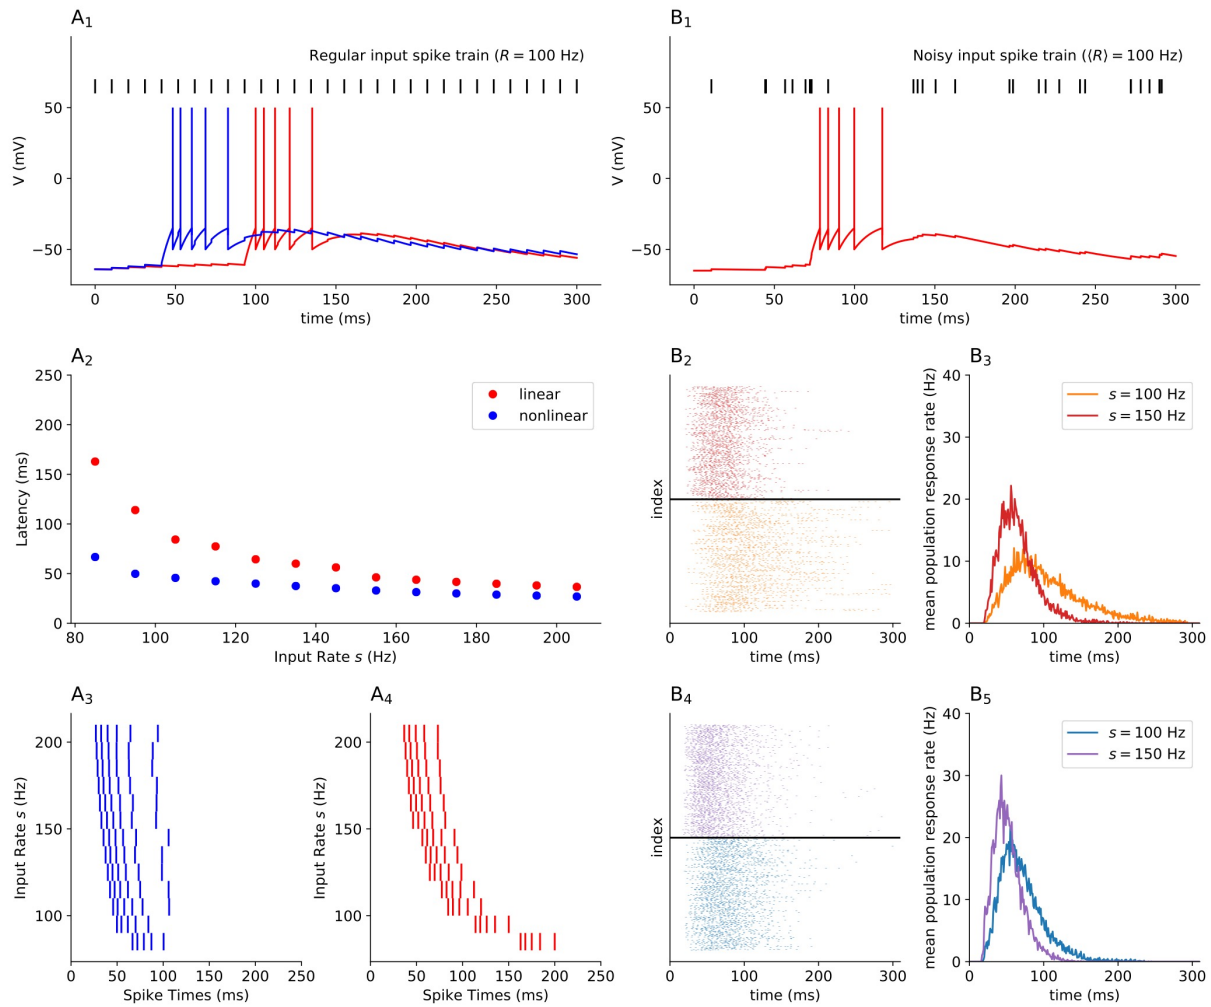 A1
Regular input spike train (R = 100 Hz)
50
0
−50
V (mV)
0 50 100 150 200 250 300
time (ms)
B1
Noisy input spike train (⟨R⟩ = 100 Hz)
50
0
−50
V (mV)
0 50 100 150 200 250 300
time (ms)
A2
linear
nonlinear
250
200
150
100
50
0
Latency (ms)
80 100 120 140 160 180 200
Input Rate s (Hz)
B2
index
0 100 200 300
time (ms)
B3
s = 100 Hz
s = 150 Hz
40
30
20
10
0
mean population response rate (Hz)
0 100 200 300
time (ms)
A3
200
150
100
Input Rate s (Hz)
0 50 100 150 200 250
Spike Times (ms)
A4
200
150
100
Input Rate s (Hz)
0 50 100 150 200 250
Spike Times (ms)
B4
index
0 100 200 300
time (ms)
B5
s = 100 Hz
s = 150 Hz
40
30
20
10
0
mean population response rate (Hz)
0 100 200 300
time (ms)